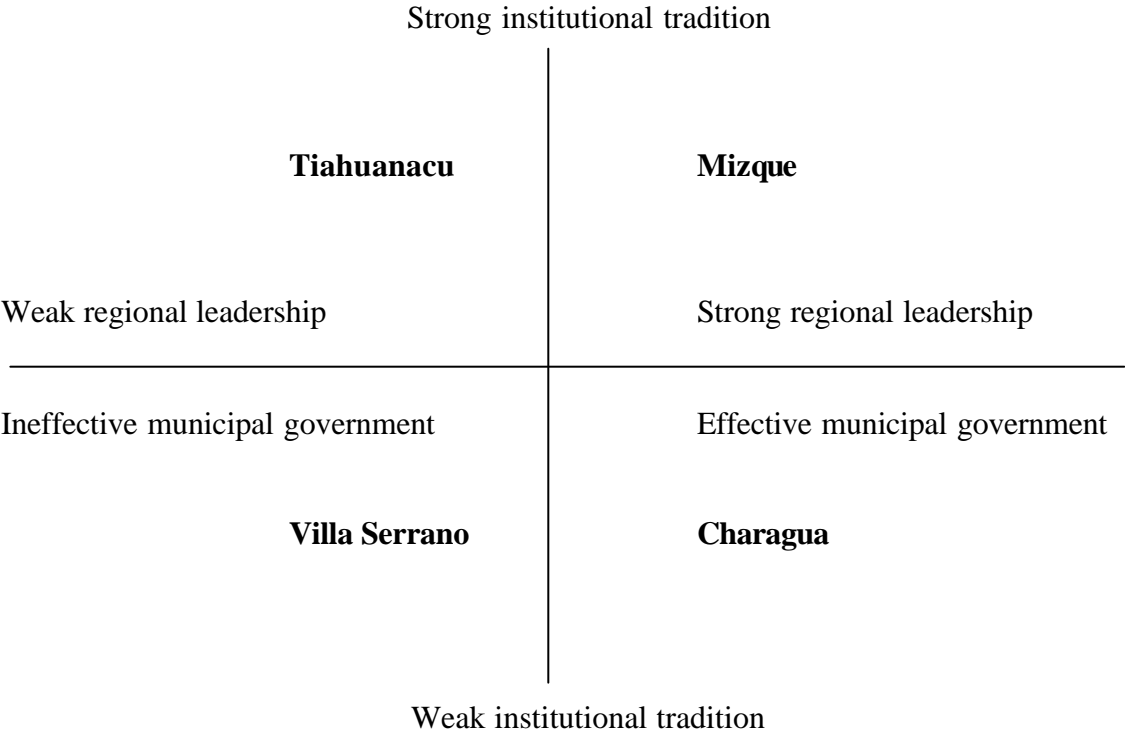 Strong institutional tradition
Tiahuanacu Mizque
Weak regional leadership Strong regional leadership
Ineffective municipal government Effective municipal government
Villa Serrano Charagua
Weak institutional tradition